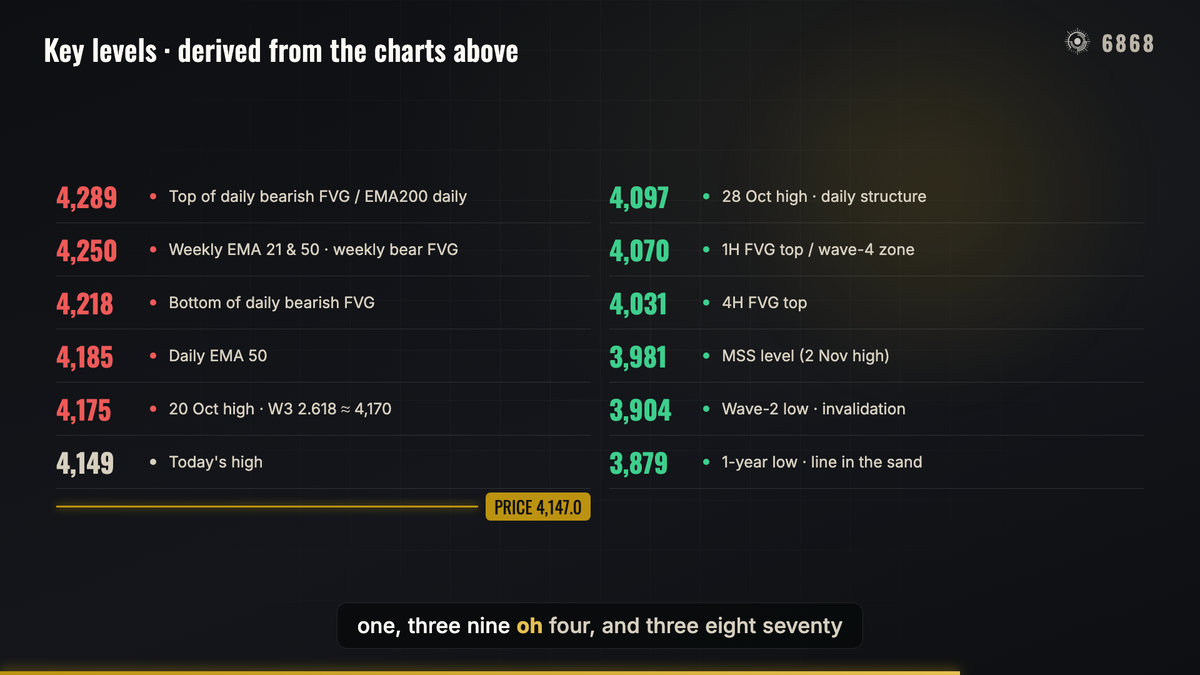 Key levels · derived from the charts above
6868
4,289 • Top of daily bearish FVG / EMA200 daily
4,250 • Weekly EMA 21 & 50 · weekly bear FVG
4,218 • Bottom of daily bearish FVG
4,185 • Daily EMA 50
4,175 • 20 Oct high · W3 2.618 ≈ 4,170
4,149 • Today's high
PRICE 4,147.0
4,097 • 28 Oct high · daily structure
4,070 • 1H FVG top / wave-4 zone
4,031 • 4H FVG top
3,981 • MSS level (2 Nov high)
3,904 • Wave-2 low · invalidation
3,879 • 1-year low · line in the sand
one, three nine oh four, and three eight seventy